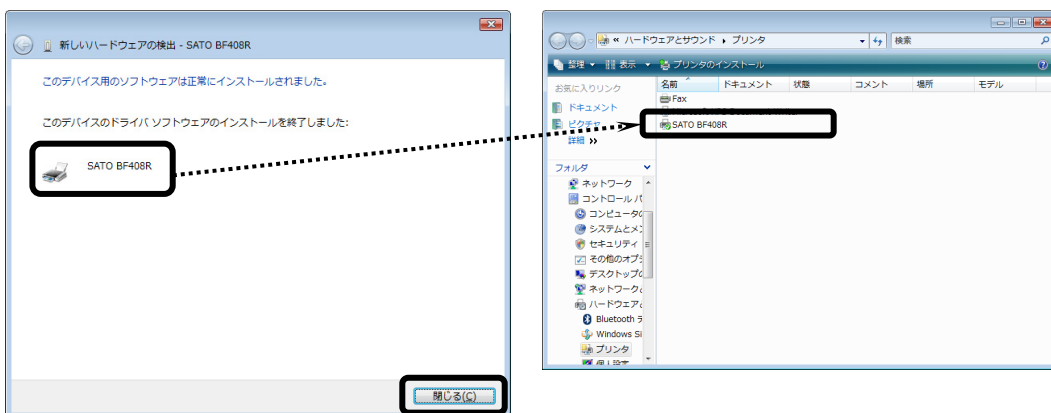 新しいハードウェアの検出 - SATO BF408R
このデバイス用のソフトウェアは正常にインストールされました。
このデバイスのドライバ ソフトウェアのインストールを終了しました:
SATO BF408R
閉じる(C)
« ハードウェアとサウンド ▸ プリンタ
検索
整理 表示 プリンタのインストール
お気に入りリンク
ドキュメント
ピクチャ
詳細 »
フォルダ
ネットワーク
コントロール パ
コンピュータの
システムとメ
セキュリティ
その他のオプ
デスクトップの
ネットワーク
ハードウェア
Bluetooth デ
Windows Si
プリンタ
個人設定
名前 ドキュメント 状態 コメント 場所 モデル
Fax
SATO BF408R